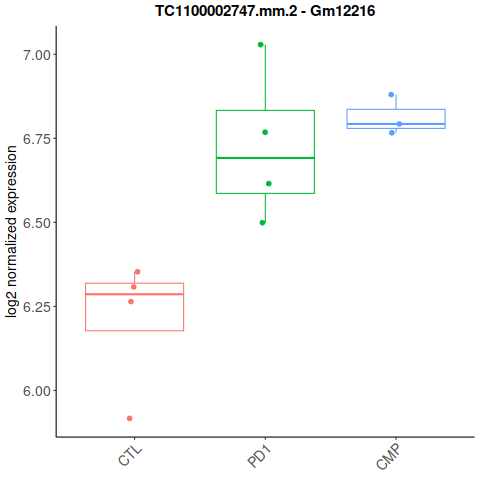 TC1100002747.mm.2 - Gm12216
log2 normalized expression
7.00
6.75
6.50
6.25
6.00
CTL
PD1
CMP